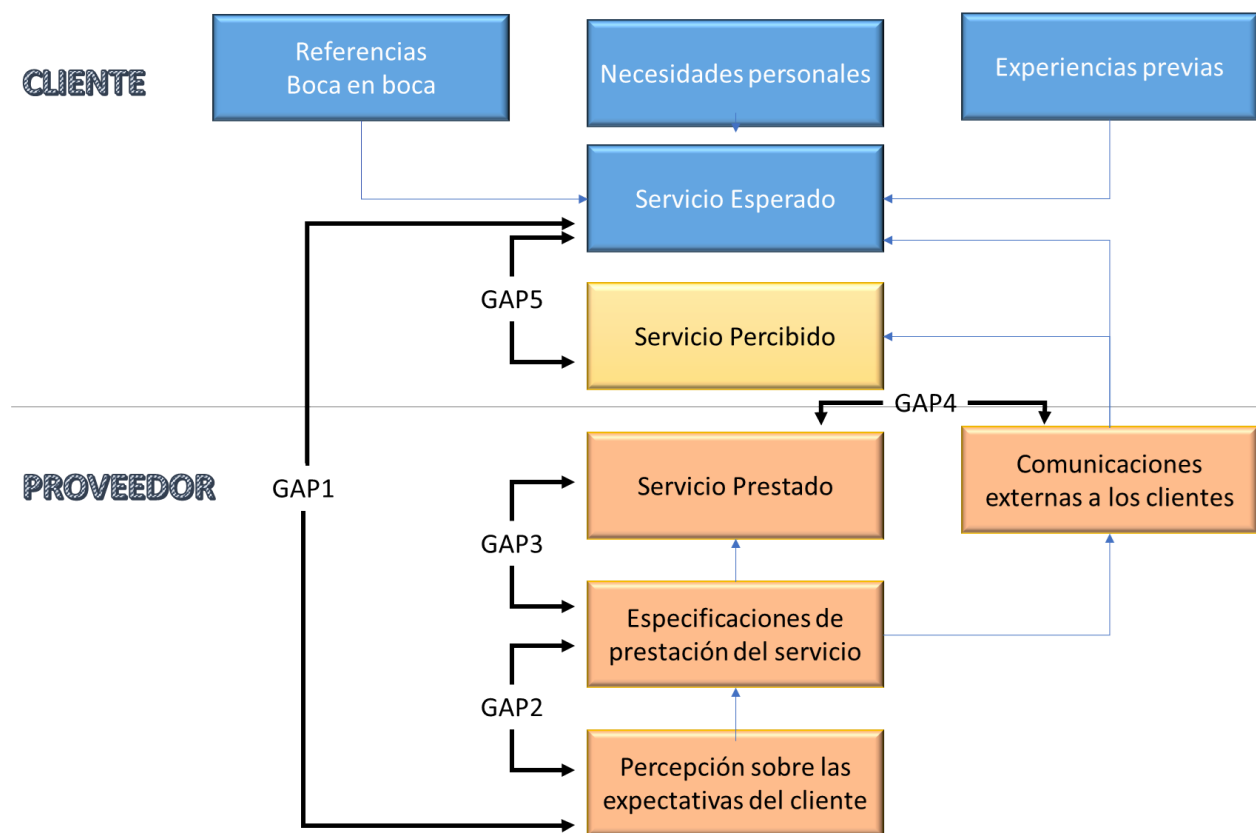 CLIENTE
Referencias
Boca en boca
Necesidades personales
Experiencias previas
Servicio Esperado
GAP5
Servicio Percibido
GAP4
PROVEEDOR
GAP1
Servicio Prestado
Comunicaciones
externas a los clientes
GAP3
Especificaciones de
prestación del servicio
GAP2
Percepción sobre las
expectativas del cliente